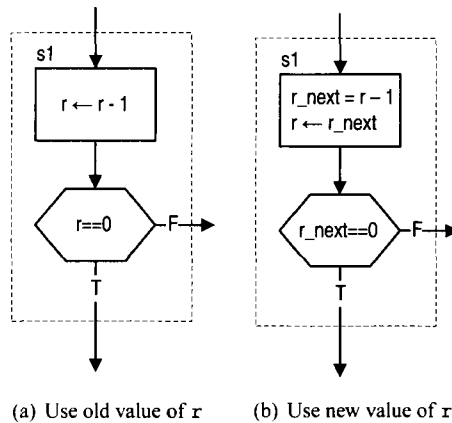 s1
r ← r - 1
r==0
F
T
(a) Use old value of r
s1
r_next = r – 1
r ← r_next
r_next==0
F
T
(b) Use new value of r